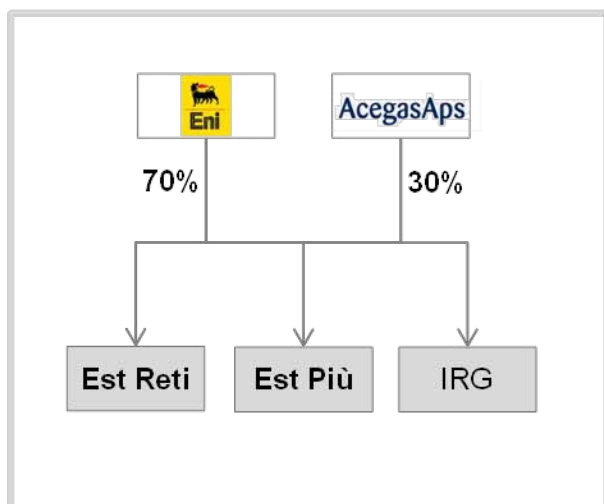 Eni
AcegasAps
70%
30%
Est Reti
Est Più
IRG